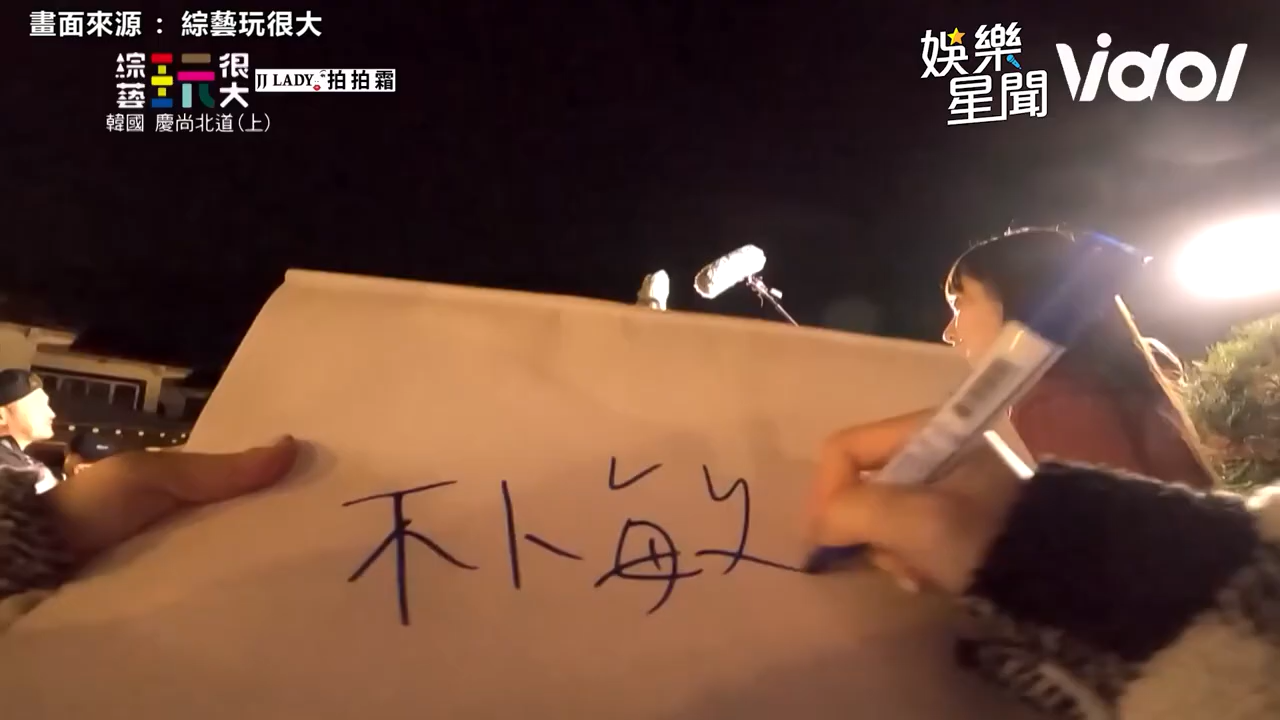 畫面來源 : 綜藝玩很大
綜藝玩很大
JJ LADY 拍拍霜
韓國 慶尚北道(上)
娛樂
星聞
Vidol
朴敏